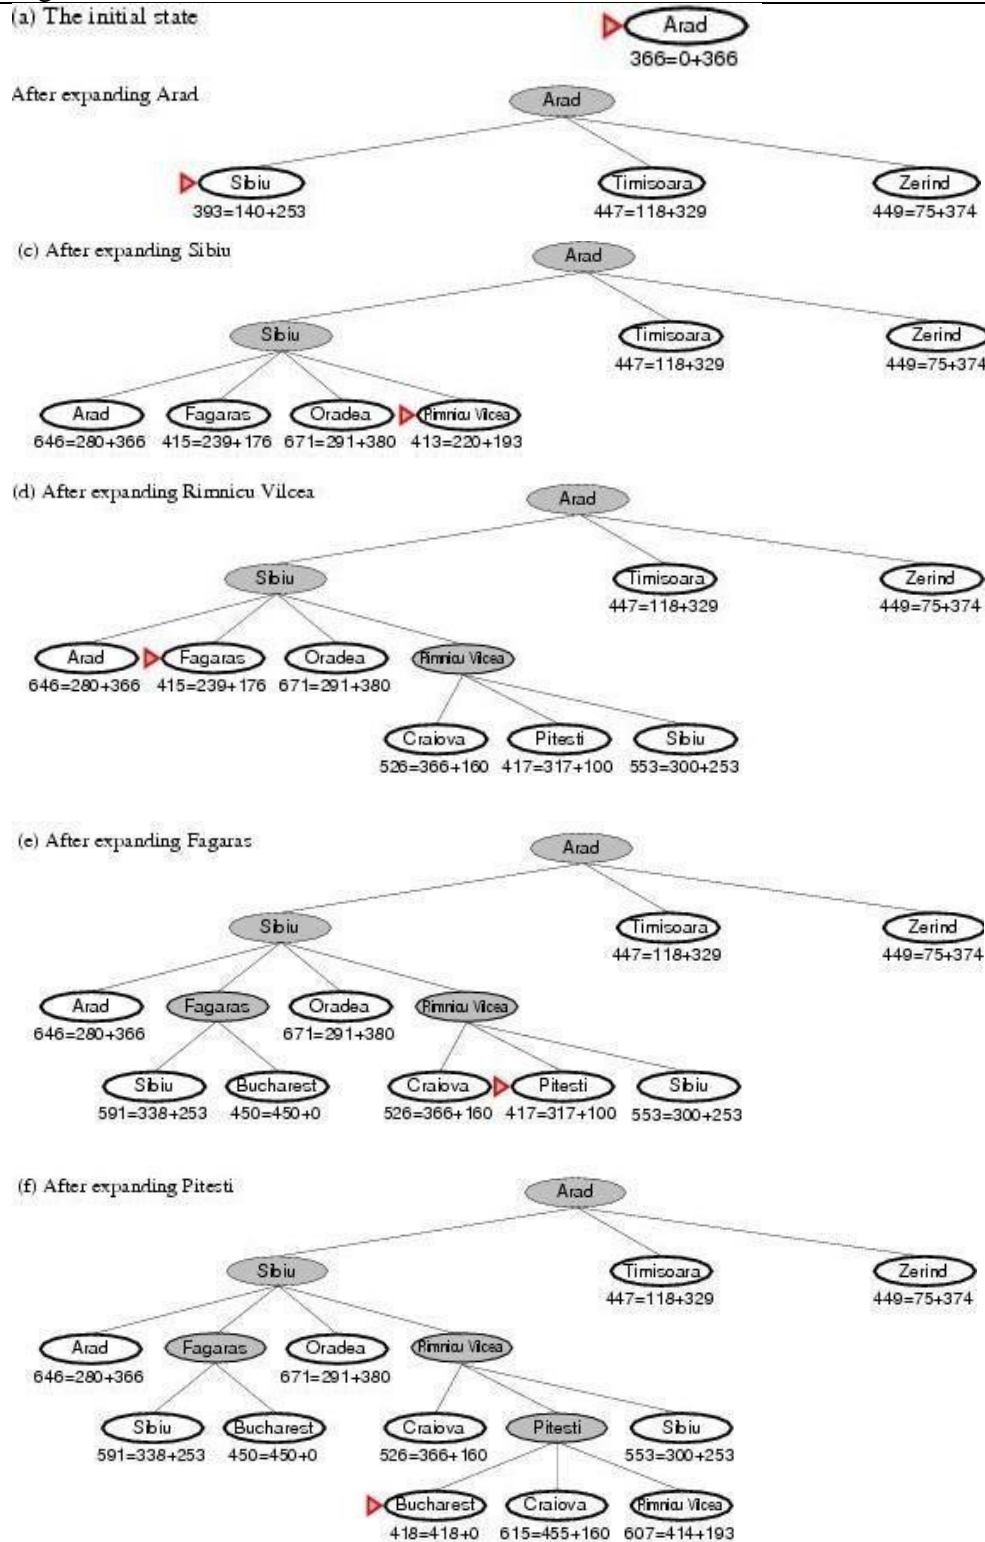 (a) The initial state
Arad
366=0+366
After expanding Arad
Arad
Sibiu Timisoara Zerind
393=140+253 447=118+329 449=75+374
(c) After expanding Sibiu
Arad
Sibiu Timisoara Zerind
447=118+329 449=75+374
Arad Fagaras Oradea Rimnicu Vilcea
646=280+366 415=239+176 671=291+380 413=220+193
(d) After expanding Rimnicu Vilcea
Arad
Sibiu Timisoara Zerind
447=118+329 449=75+374
Arad Fagaras Oradea Rimnicu Vilcea
646=280+366 415=239+176 671=291+380
Craiova Pitesti Sibiu
526=366+160 417=317+100 553=300+253
(e) After expanding Fagaras
Arad
Sibiu Timisoara Zerind
447=118+329 449=75+374
Arad Fagaras Oradea Rimnicu Vilcea
646=280+366 671=291+380
Sibiu Bucharest Craiova Pitesti Sibiu
591=338+253 450=450+0 526=366+160 417=317+100 553=300+253
(f) After expanding Pitesti
Arad
Sibiu Timisoara Zerind
447=118+329 449=75+374
Arad Fagaras Oradea Rimnicu Vilcea
646=280+366 671=291+380
Sibiu Bucharest Craiova Pitesti Sibiu
591=338+253 450=450+0 526=366+160 553=300+253
Bucharest Craiova Rimnicu Vilcea
418=418+0 615=455+160 607=414+193